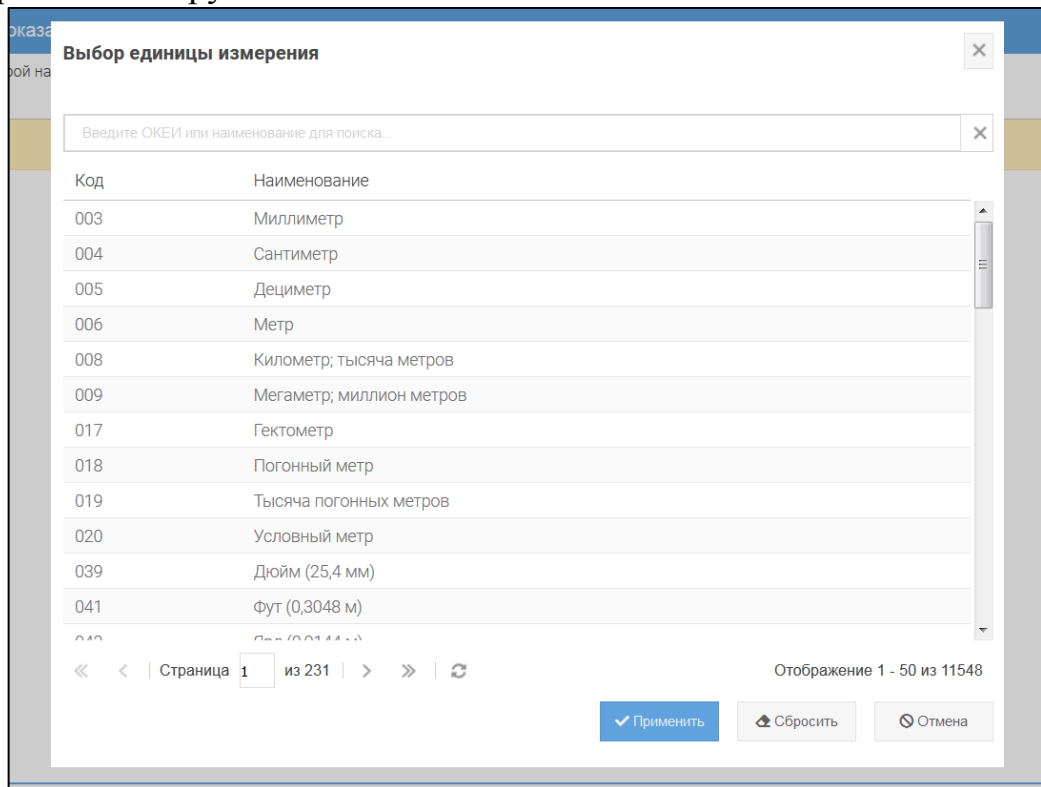 Выбор единицы измерения
ой на
Введите ОКЕИ или наименование для поиска...
Код Наименование
003 Миллиметр
004 Сантиметр
005 Дециметр
006 Метр
008 Километр; тысяча метров
009 Мегаметр; миллион метров
017 Гектометр
018 Погонный метр
019 Тысяча погонных метров
020 Условный метр
039 Дюйм (25,4 мм)
041 Фут (0,3048 м)
Страница 1 из 231 Отображение 1 - 50 из 11548
Применить Сбросить Отмена